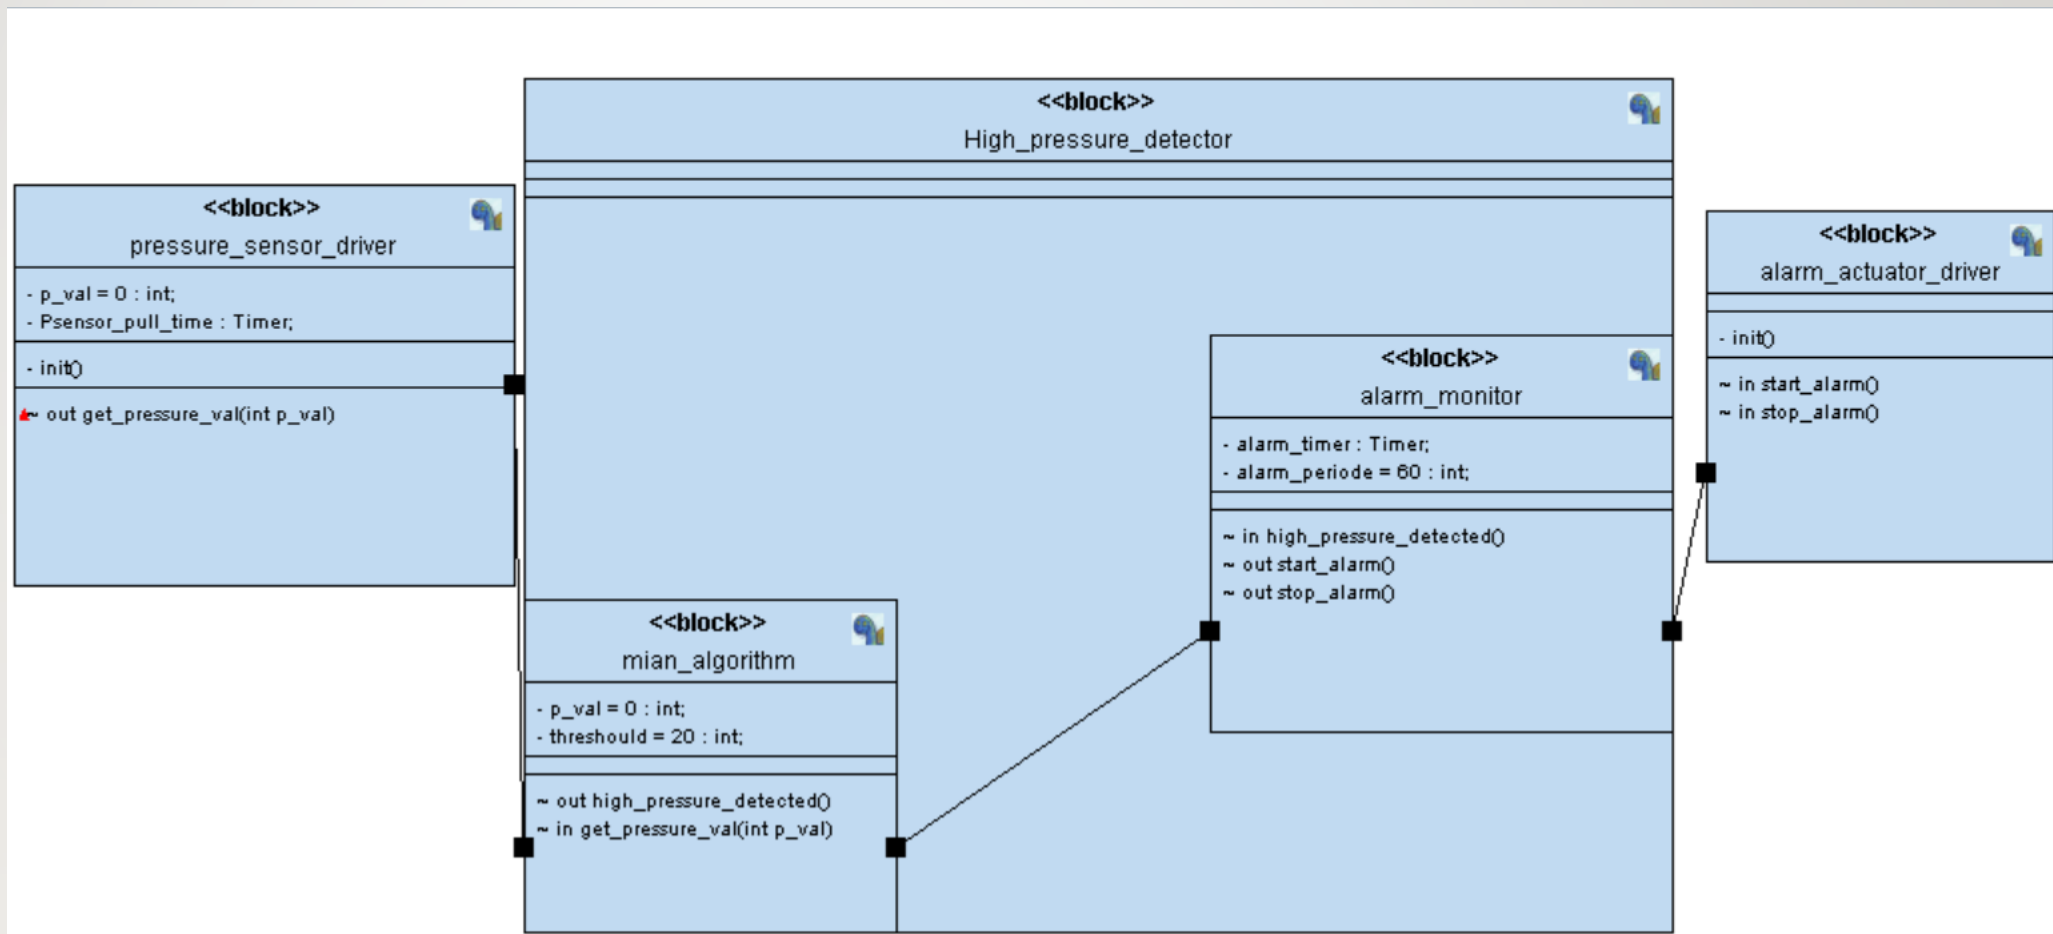 <<block>>
High_pressure_detector
<<block>>
pressure_sensor_driver
- p_val = 0 : int;
- Psensor_pull_time : Timer;
- init()
~ out get_pressure_val(int p_val)
<<block>>
mian_algorithm
- p_val = 0 : int;
- threshould = 20 : int;
~ out high_pressure_detected()
~ in get_pressure_val(int p_val)
<<block>>
alarm_monitor
- alarm_timer : Timer;
- alarm_periode = 60 : int;
~ in high_pressure_detected()
~ out start_alarm()
~ out stop_alarm()
<<block>>
alarm_actuator_driver
- init()
~ in start_alarm()
~ in stop_alarm()